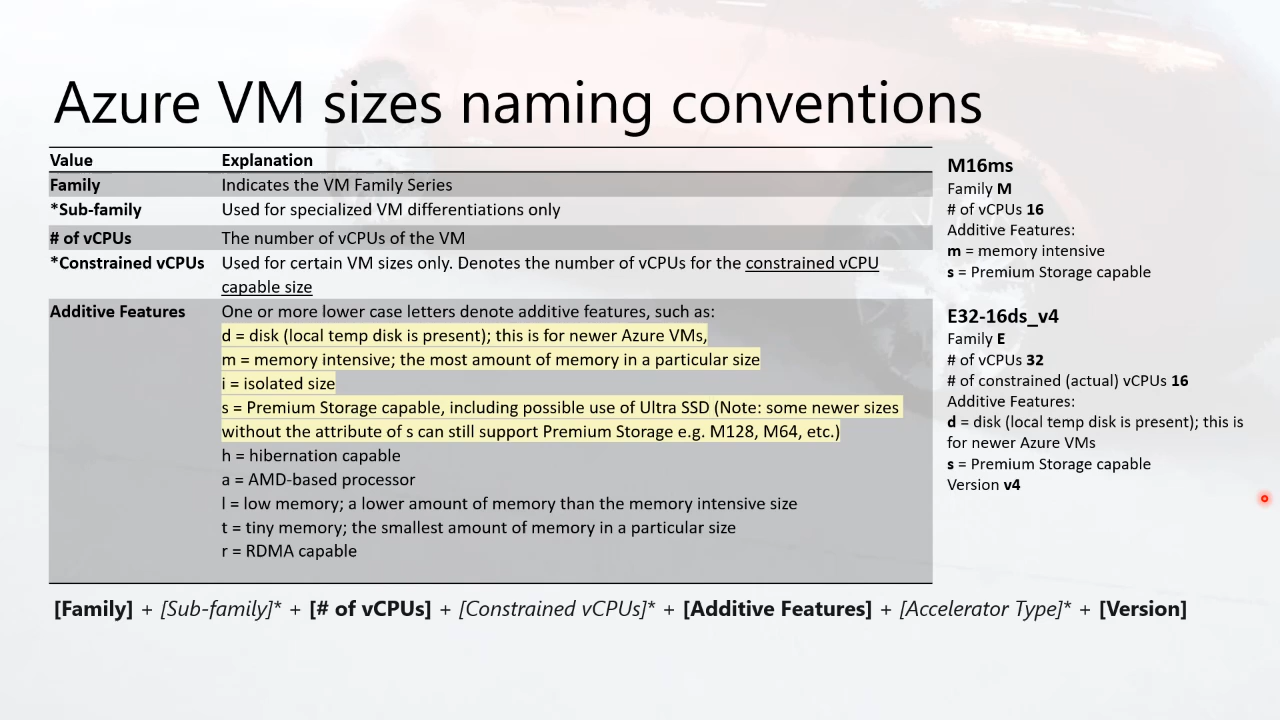 Azure VM sizes naming conventions
Value Explanation
Family Indicates the VM Family Series
*Sub-family Used for specialized VM differentiations only
# of vCPUs The number of vCPUs of the VM
*Constrained vCPUs Used for certain VM sizes only. Denotes the number of vCPUs for the constrained vCPU
capable size
Additive Features One or more lower case letters denote additive features, such as:
d = disk (local temp disk is present); this is for newer Azure VMs,
m = memory intensive; the most amount of memory in a particular size
i = isolated size
s = Premium Storage capable, including possible use of Ultra SSD (Note: some newer sizes
without the attribute of s can still support Premium Storage e.g. M128, M64, etc.)
h = hibernation capable
a = AMD-based processor
l = low memory; a lower amount of memory than the memory intensive size
t = tiny memory; the smallest amount of memory in a particular size
r = RDMA capable
M16ms
Family M
# of vCPUs 16
Additive Features:
m = memory intensive
s = Premium Storage capable
E32-16ds_v4
Family E
# of vCPUs 32
# of constrained (actual) vCPUs 16
Additive Features:
d = disk (local temp disk is present); this is
for newer Azure VMs
s = Premium Storage capable
Version v4
[Family] + [Sub-family]* + [# of vCPUs] + [Constrained vCPUs]* + [Additive Features] + [Accelerator Type]* + [Version]